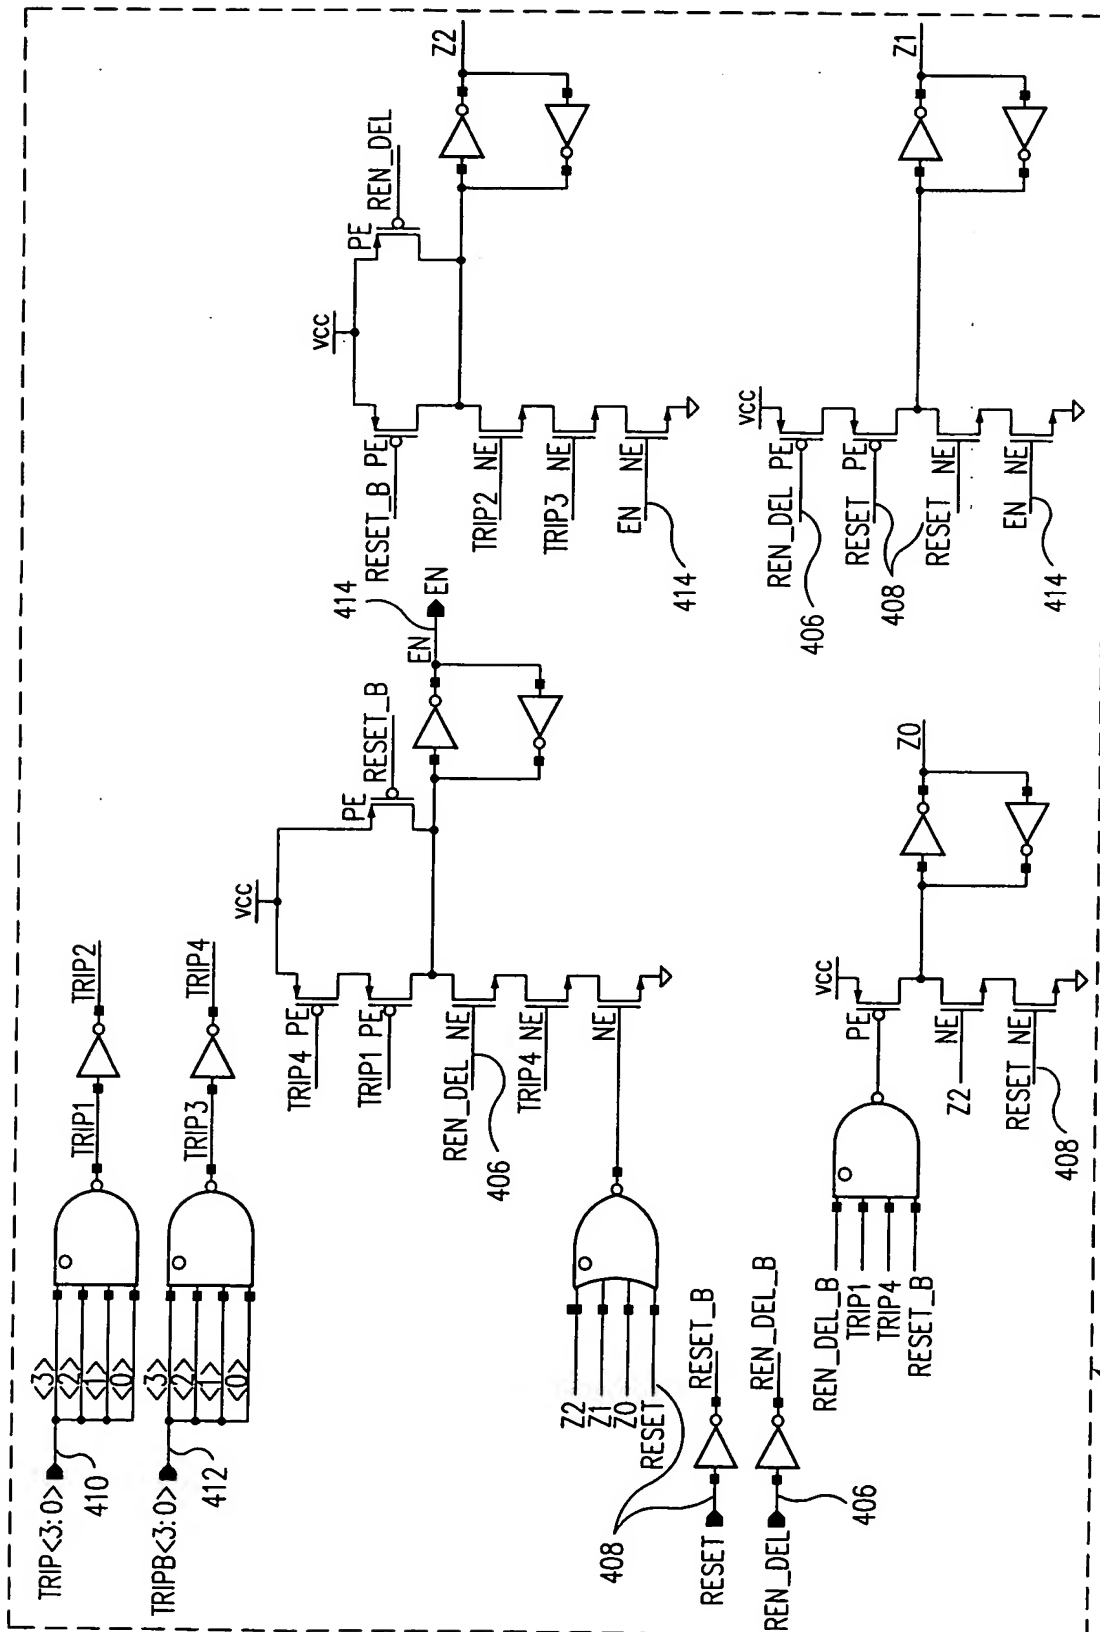 TRIP<3:0>
410
<3>
<2>
<1>
<0>
TRIP1
TRIP2
TRIPB<3:0>
412
<3>
<2>
<1>
<0>
TRIP3
TRIP4
VCC
TRIP4 PE
TRIP1 PE
PE
RESET_B
REN_DEL NE
406
TRIP4 NE
NE
EN
414
EN
Z2
Z1
Z0
RESET
408
RESET
RESET_B
REN_DEL
406
REN_DEL_B
VCC
RESET_B PE
PE
REN_DEL
TRIP2 NE
TRIP3 NE
EN NE
414
Z2
REN_DEL_B
TRIP1
TRIP4
RESET_B
VCC
PE
NE
Z2
RESET NE
408
Z0
VCC
REN_DEL PE
406
RESET PE
408
RESET NE
EN NE
414
Z1